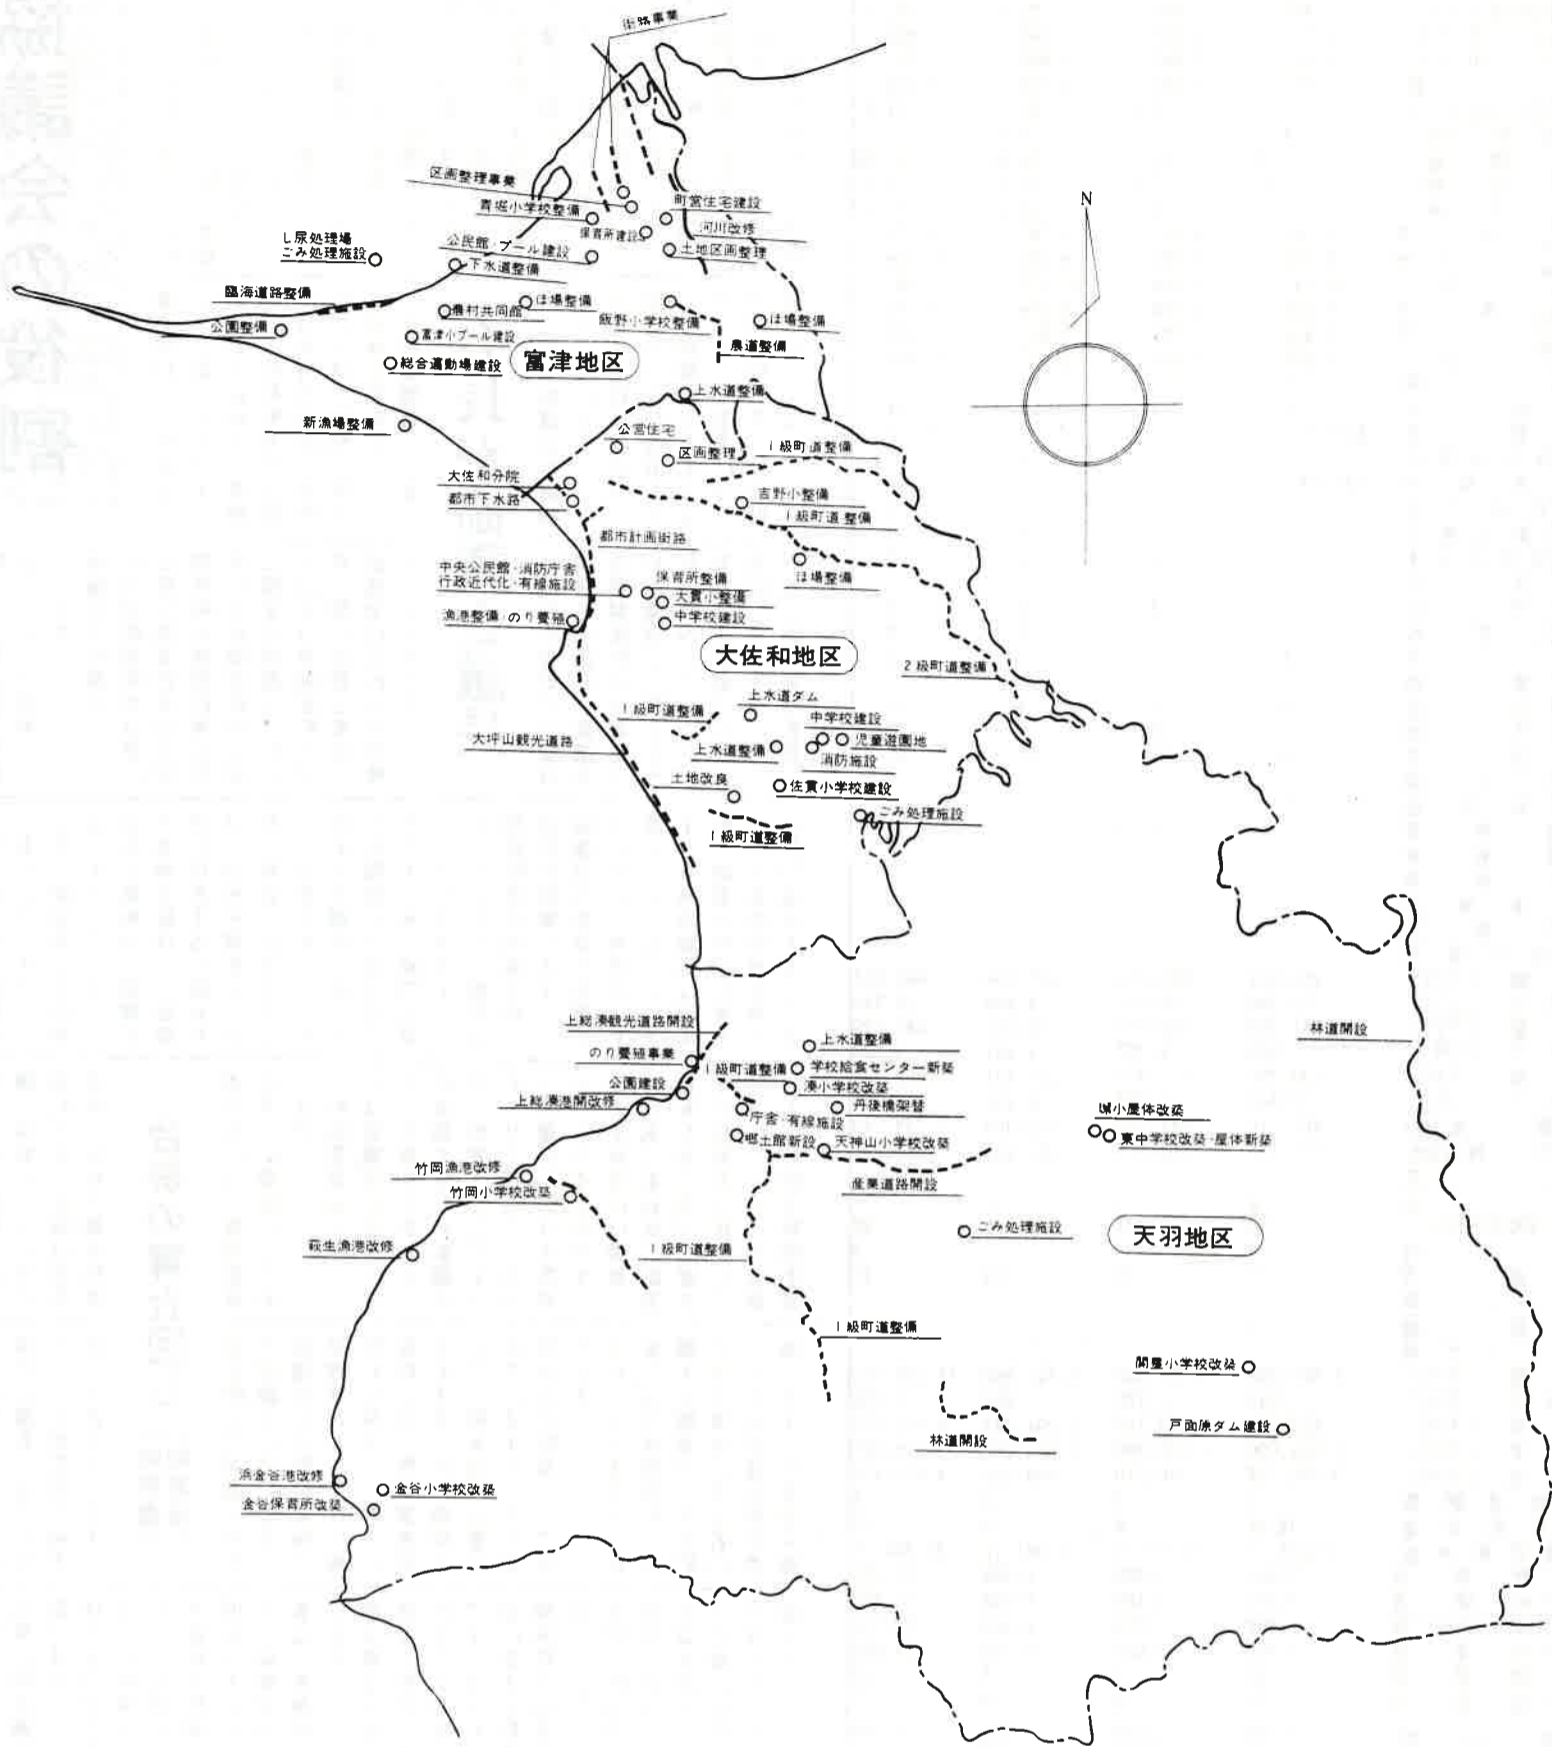 街路事業
区画整理事業
青堀小学校整備
町営住宅建設
保育所建設
河川改修
公民館・プール建設
土地区画整理
し尿処理場
ごみ処理施設
下水道整備
臨海道路整備
農村共同館
ほ場整備
飯野小学校整備
ほ場整備
公園整備
富津小プール建設
農道整備
総合運動場建設
富津地区
上水道整備
新漁場整備
公営住宅
区画整理
1級町道整備
大佐和分院
都市下水路
吉野小整備
1級町道整備
都市計画街路
中央公民館・消防庁舎
行政近代化・有線施設
保育所整備
ほ場整備
大貫小整備
漁港整備・のり養殖
中学校建設
大佐和地区
2級町道整備
上水道ダム
1級町道整備
中学校建設
大坪山観光道路
上水道整備
児童遊園地
消防施設
土地改良
佐貫小学校建設
ごみ処理施設
1級町道整備
上総湊観光道路開設
林道開設
上水道整備
のり養殖事業
1級町道整備
学校給食センター新築
公園建設
湊小学校改築
上総湊港開改修
丹後橋架替
庁舎・有線施設
郷土館新設
天神山小学校改築
小屋体改築
東中学校改築・屋体新築
竹岡漁港改修
竹岡小学校改築
産業道路開設
ごみ処理施設
天羽地区
萩生漁港改修
1級町道整備
1級町道整備
関豊小学校改築
林道開設
戸面原ダム建設
浜金谷港改修
金谷小学校改築
金谷保育所改築
N